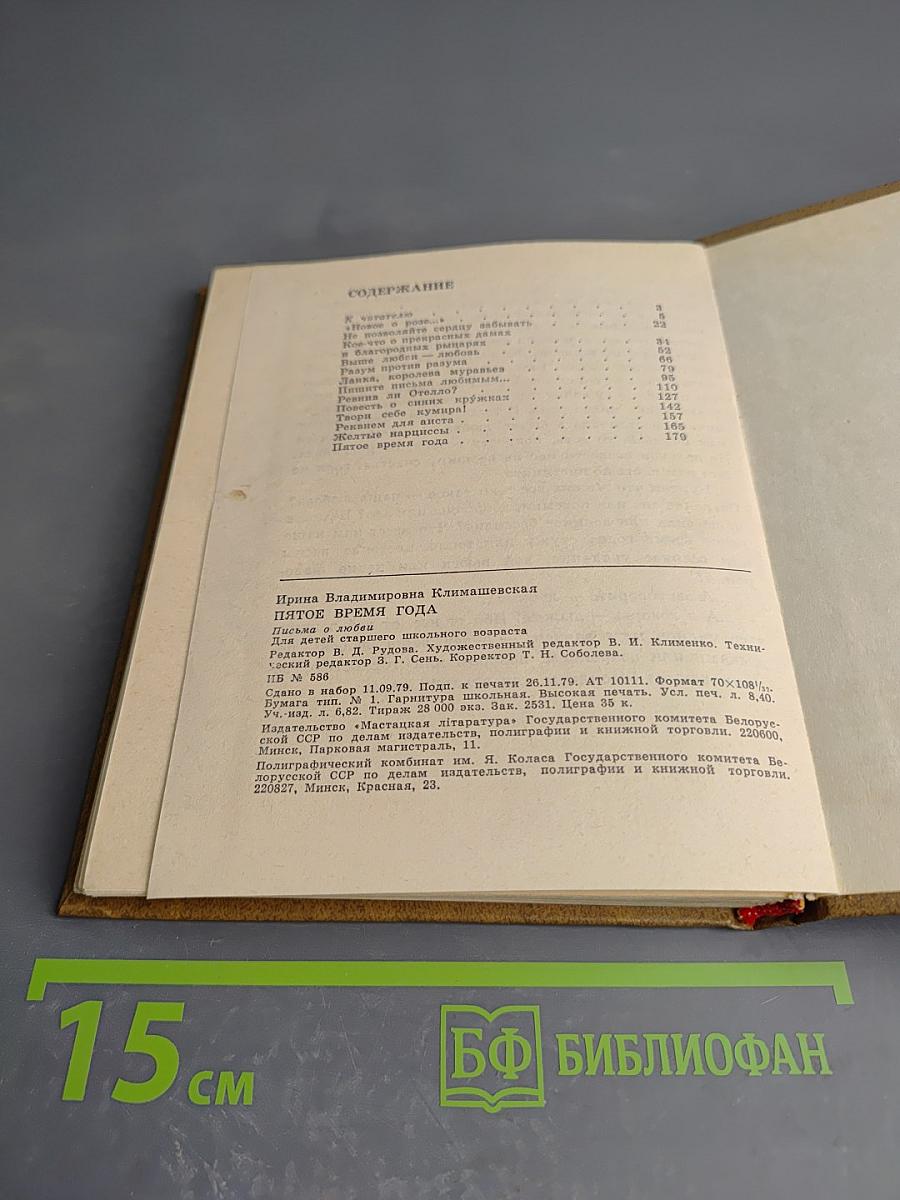 СОДЕРЖАНИЕ
К читателю . . . . . . . 3
«Новое о розе...» . . . . . . . 5
Не позволяйте сердцу забывать . . . . 22
Кое-что о прекрасных дамах
и благородных рыцарях . . . . . 34
Выше любви — любовь . . . . . 52
Разум против разума . . . . . 66
Ланка, королева муравьев . . . . . 79
Пишите письма любимым... . . . . . 95
Ревнив ли Отелло? . . . . . . 110
Повесть о синих кру́жках . . . . . 127
Твори себе кумира! . . . . . . 142
Реквием для аиста . . . . . . 157
Желтые нарциссы . . . . . . 165
Пятое время года . . . . . . 179
Ирина Владимировна Климашевская
ПЯТОЕ ВРЕМЯ ГОДА
Письма о любви
Для детей старшего школьного возраста
Редактор В. Д. Рудова. Художественный редактор В. И. Клименко. Техни-
ческий редактор З. Г. Сень. Корректор Т. Н. Соболева.
ИБ № 586
Сдано в набор 11.09.79. Подп. к печати 26.11.79. АТ 10111. Формат 70×108¹/₃₂.
Бумага тип. № 1. Гарнитура школьная. Высокая печать. Усл. печ. л. 8,40.
Уч.-изд. л. 6,82. Тираж 28 000 экз. Зак. 2531. Цена 35 к.
Издательство «Мастацкая літаратура» Государственного комитета Белорус-
ской ССР по делам издательств, полиграфии и книжной торговли. 220600,
Минск, Парковая магистраль, 11.
Полиграфический комбинат им. Я. Коласа Государственного комитета Бе-
лорусской ССР по делам издательств, полиграфии и книжной торговли.
220827, Минск, Красная, 23.
15 см
БФ БИБЛИОФАН